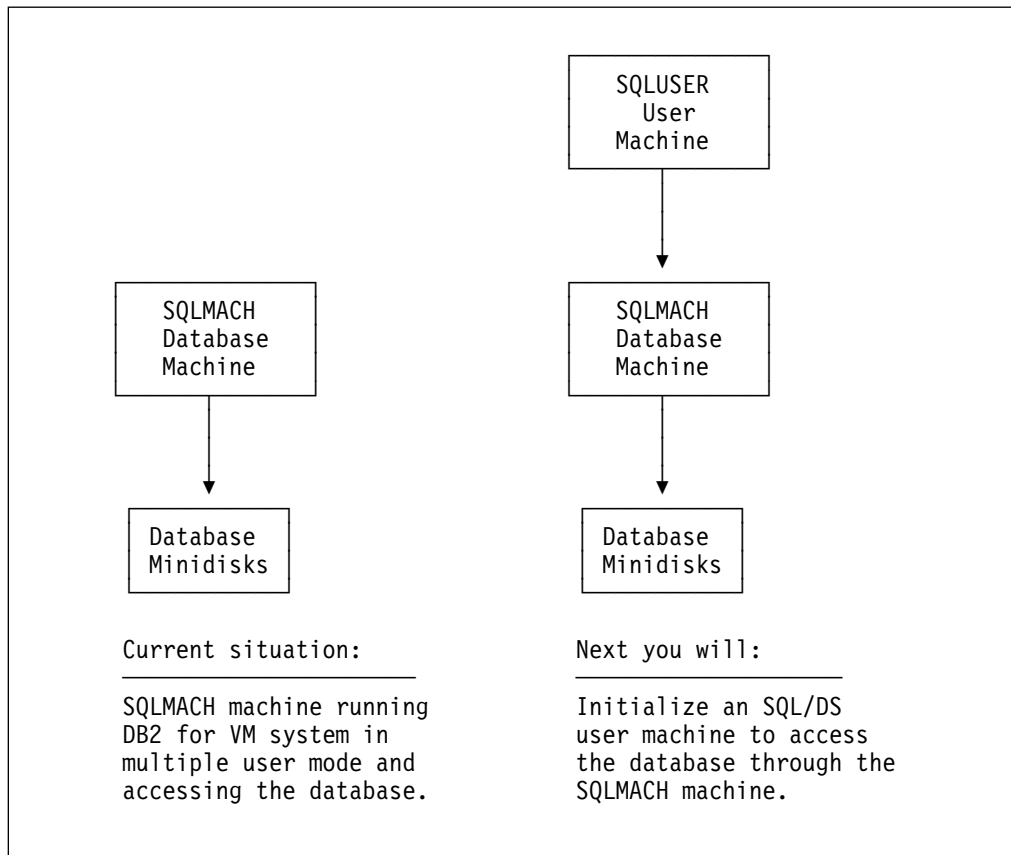 SQLUSER
User
Machine
SQLMACH
Database
Machine
SQLMACH
Database
Machine
Database
Minidisks
Database
Minidisks
Current situation:
SQLMACH machine running
DB2 for VM system in
multiple user mode and
accessing the database.
Next you will:
Initialize an SQL/DS
user machine to access
the database through the
SQLMACH machine.